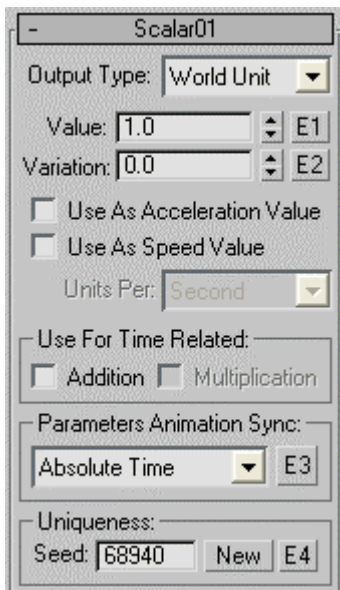 - Scalar01
Output Type: World Unit
Value: 1.0 E1
Variation: 0.0 E2
Use As Acceleration Value
Use As Speed Value
Units Per: Second
Use For Time Related:
Addition Multiplication
Parameters Animation Sync:
Absolute Time E3
Uniqueness:
Seed: 68940 New E4